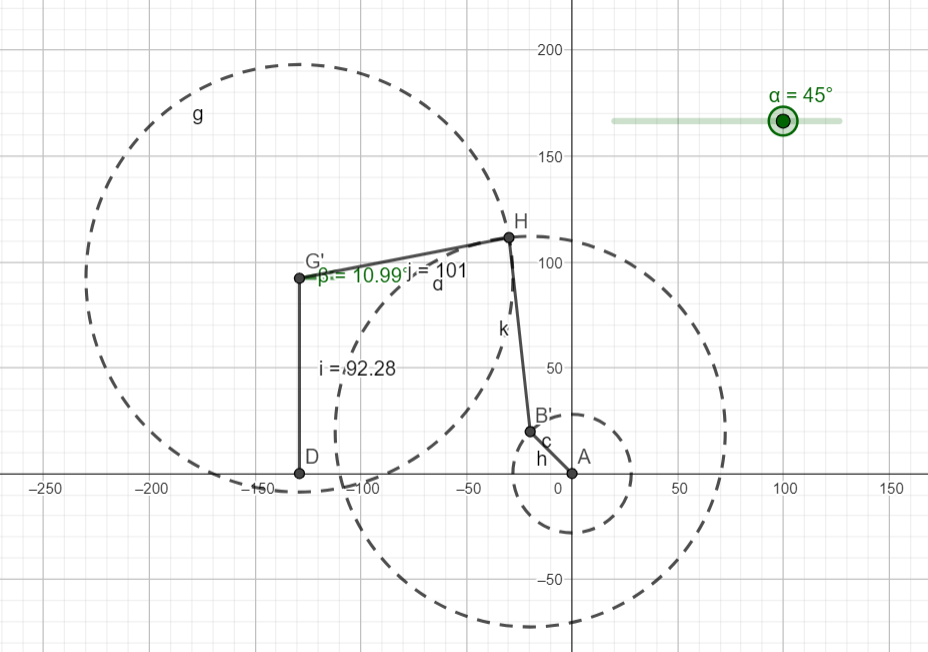 200
α = 45°
g
150
H
G'
β = 10.99°
j = 101
100
d
k
i = 92.28
50
B'
c
h
D
A
–250
–200
–150
–100
–50
0
50
100
150
–50